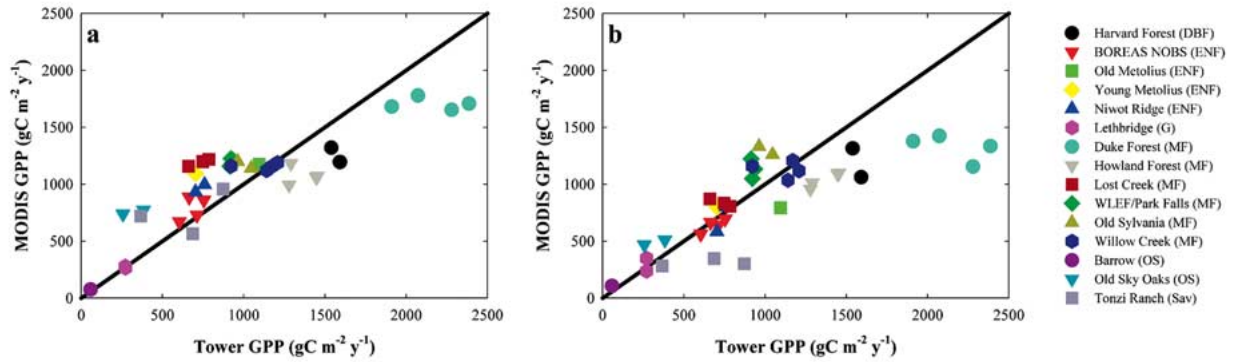 a
2500
2000
1500
1000
500
0
MODIS GPP (gC m⁻² y⁻¹)
0 500 1000 1500 2000 2500
Tower GPP (gC m⁻² y⁻¹)
b
2500
2000
1500
1000
500
0
MODIS GPP (gC m⁻² y⁻¹)
0 500 1000 1500 2000 2500
Tower GPP (gC m⁻² y⁻¹)
Harvard Forest (DBF)
BOREAS NOBS (ENF)
Old Metolius (ENF)
Young Metolius (ENF)
Niwot Ridge (ENF)
Lethbridge (G)
Duke Forest (MF)
Howland Forest (MF)
Lost Creek (MF)
WLEF/Park Falls (MF)
Old Sylvania (MF)
Willow Creek (MF)
Barrow (OS)
Old Sky Oaks (OS)
Tonzi Ranch (Sav)